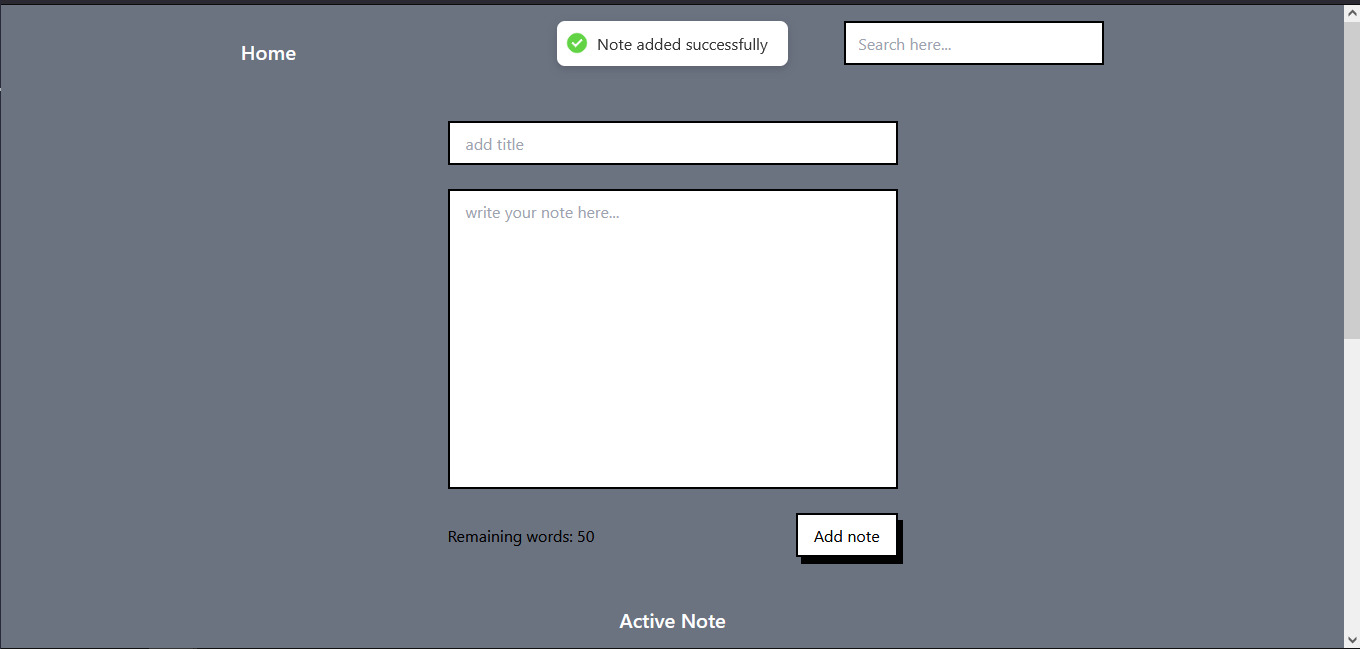 Home
Note added successfully
Search here...
add title
write your note here...
Remaining words: 50
Add note
Active Note